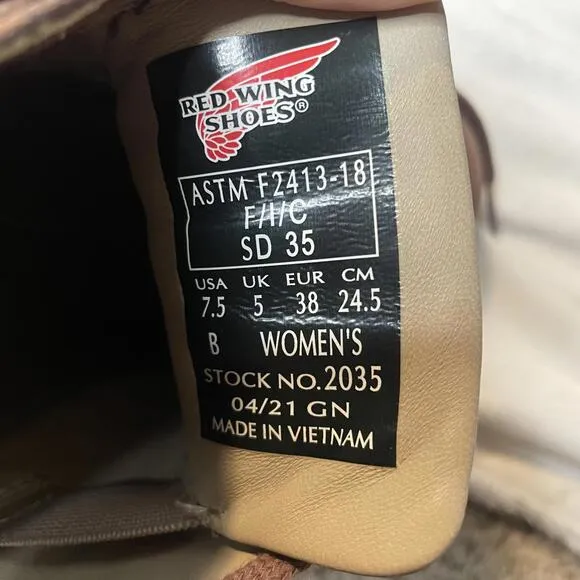 RED WING
SHOES®
ASTM F2413-18
F/I/C
SD 35
USA UK EUR CM
7.5 5 38 24.5
B WOMEN'S
STOCK NO. 2035
04/21 GN
MADE IN VIETNAM